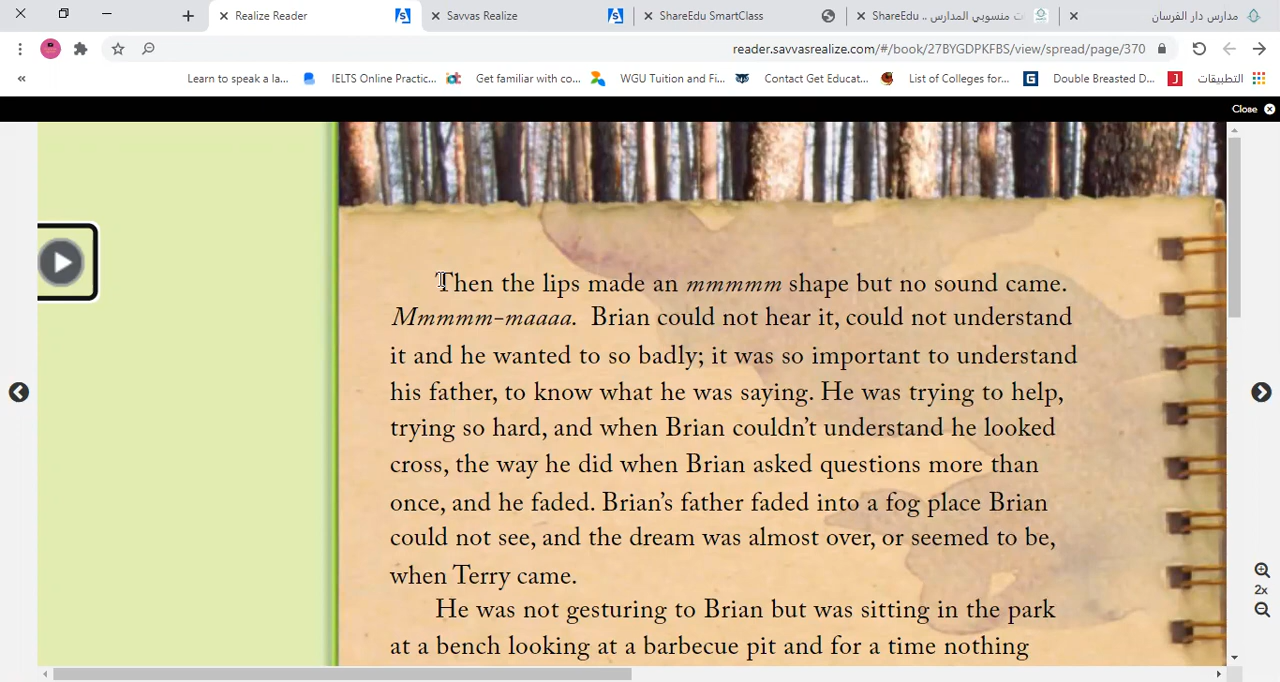 Realize Reader
Savvas Realize
ShareEdu SmartClass
ShareEdu .. ت منسوبي المدارس
مدارس دار الفرسان
reader.savvasrealize.com/#/book/27BYGDPKFBS/view/spread/page/370
«
Learn to speak a la...
IELTS Online Practic...
Get familiar with co...
WGU Tuition and Fi...
Contact Get Educat...
List of Colleges for...
Double Breasted D...
التطبيقات
Close
Then the lips made an mmmmm shape but no sound came.
Mmmmm-maaaa. Brian could not hear it, could not understand
it and he wanted to so badly; it was so important to understand
his father, to know what he was saying. He was trying to help,
trying so hard, and when Brian couldn't understand he looked
cross, the way he did when Brian asked questions more than
once, and he faded. Brian's father faded into a fog place Brian
could not see, and the dream was almost over, or seemed to be,
when Terry came.
He was not gesturing to Brian but was sitting in the park
at a bench looking at a barbecue pit and for a time nothing
2x